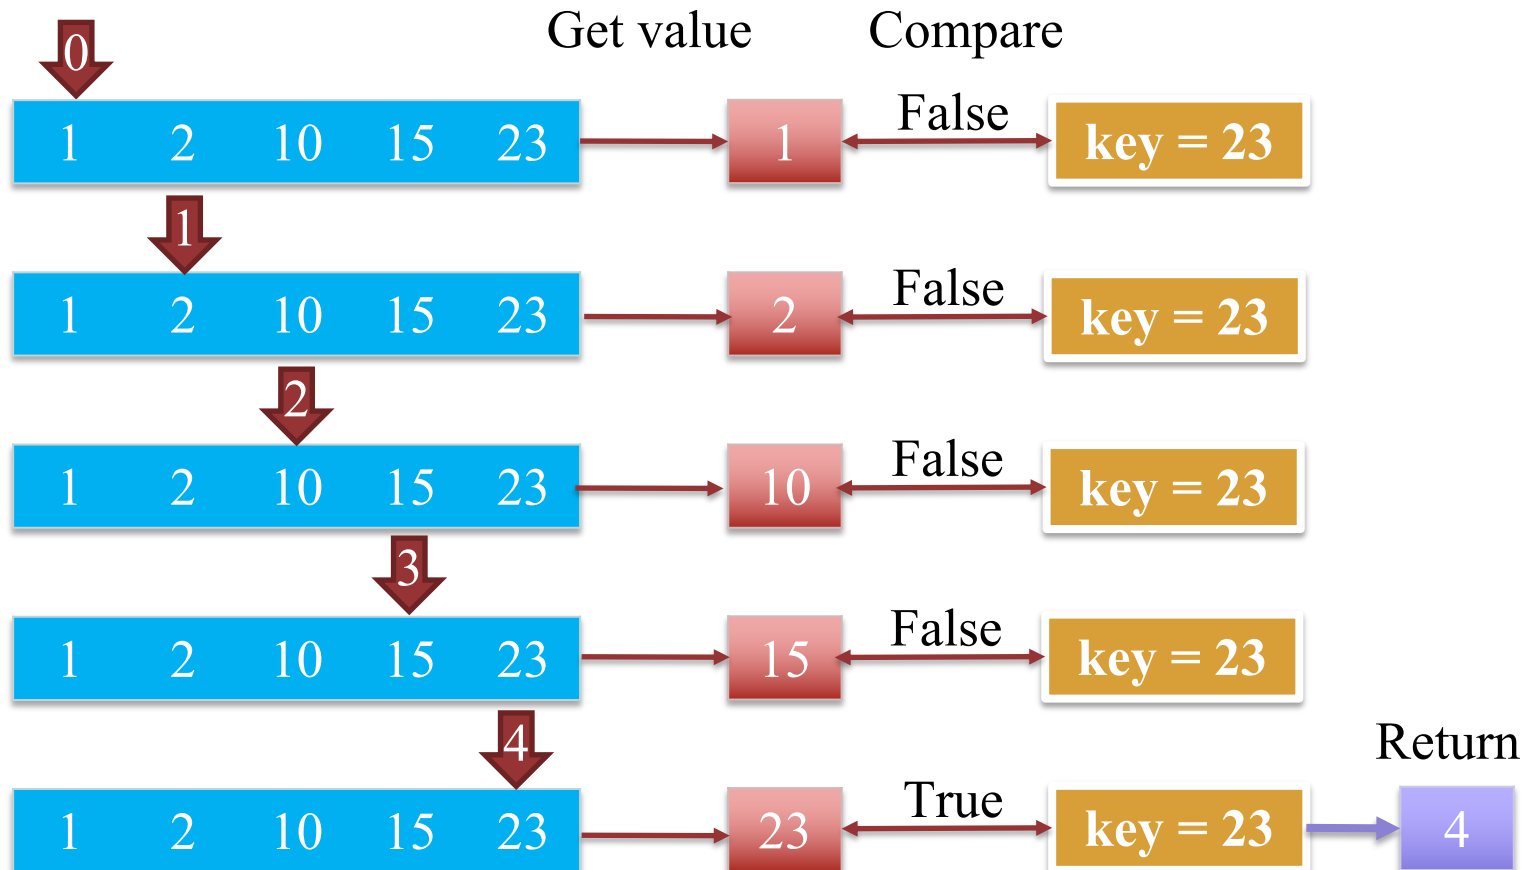 Get value Compare
0
1 2 10 15 23 1 False key = 23
1
1 2 10 15 23 2 False key = 23
2
1 2 10 15 23 10 False key = 23
3
1 2 10 15 23 15 False key = 23
4 Return
1 2 10 15 23 23 True key = 23 4